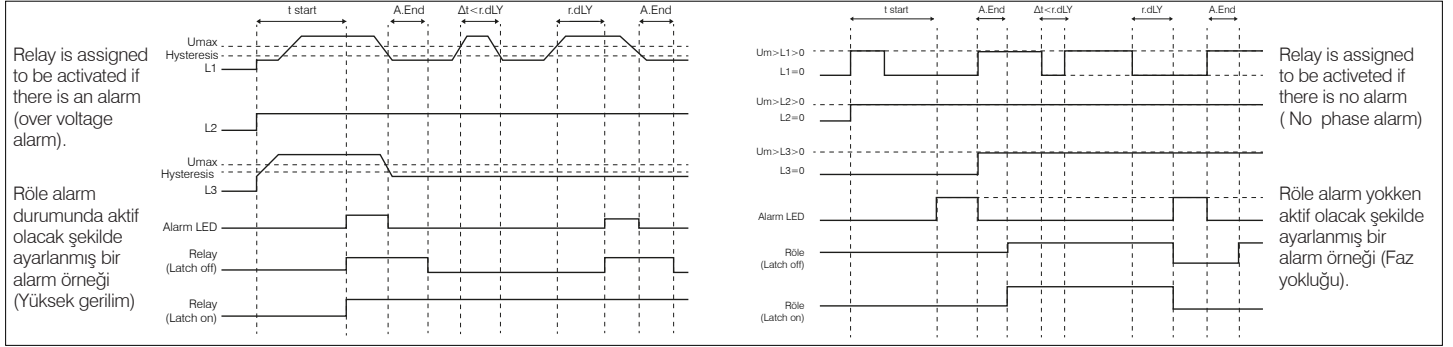 Relay is assigned
to be activated if
there is an alarm
(over voltage
alarm).
Röle alarm
durumunda aktif
olacak şekilde
ayarlanmış bir
alarm örneği
(Yüksek gerilim)
t start
A.End
Δt<r.dLY
r.dLY
A.End
Umax
Hysteresis
L1
L2
Umax
Hysteresis
L3
Alarm LED
Relay
(Latch off)
Relay
(Latch on)
t start
A.End
Δt<r.dLY
r.dLY
A.End
Um>L1>0
L1=0
Um>L2>0
L2=0
Um>L3>0
L3=0
Alarm LED
Röle
(Latch off)
Röle
(Latch on)
Relay is assigned
to be activeted if
there is no alarm
( No phase alarm)
Röle alarm yokken
aktif olacak şekilde
ayarlanmış bir
alarm örneği (Faz
yokluğu).